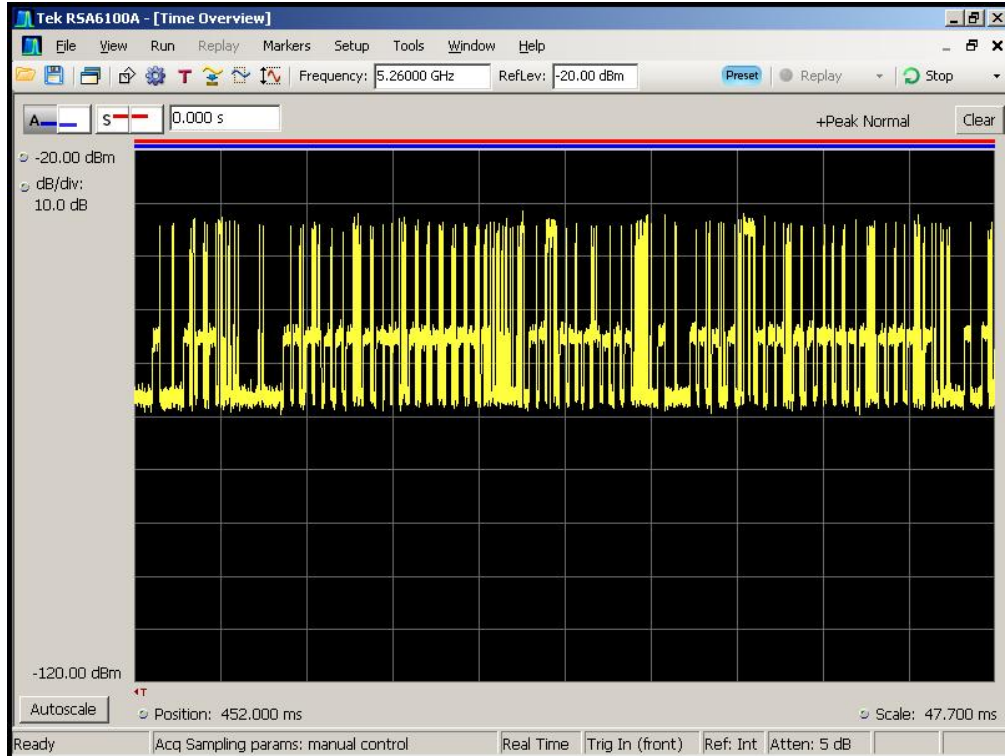 Tek RSA6100A - [Time Overview]
File View Run Replay Markers Setup Tools Window Help
T Frequency: 5.26000 GHz RefLev: -20.00 dBm Preset Replay Stop
A S 0.000 s +Peak Normal Clear
-20.00 dBm
dB/div:
10.0 dB
-120.00 dBm
T
Autoscale Position: 452.000 ms Scale: 47.700 ms
Ready Acq Sampling params: manual control Real Time Trig In (front) Ref: Int Atten: 5 dB